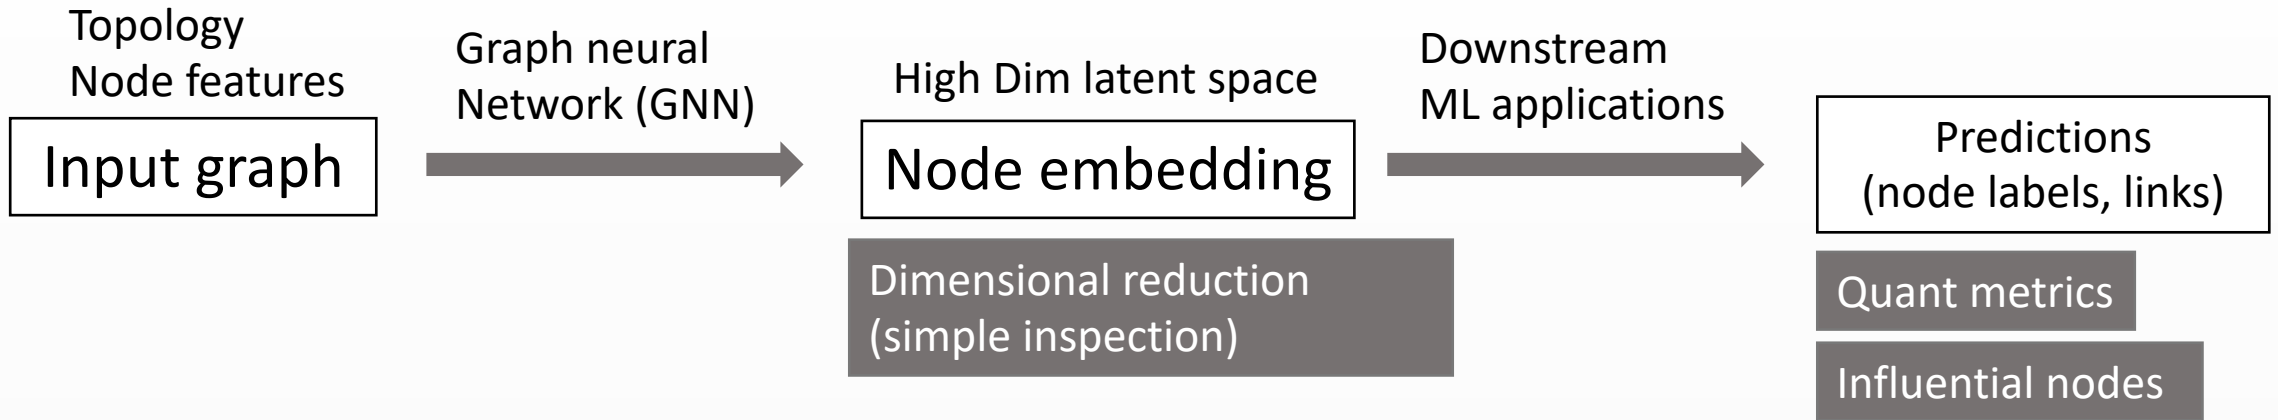 Topology
Node features
Input graph
Graph neural
Network (GNN)
High Dim latent space
Node embedding
Dimensional reduction
(simple inspection)
Downstream
ML applications
Predictions
(node labels, links)
Quant metrics
Influential nodes